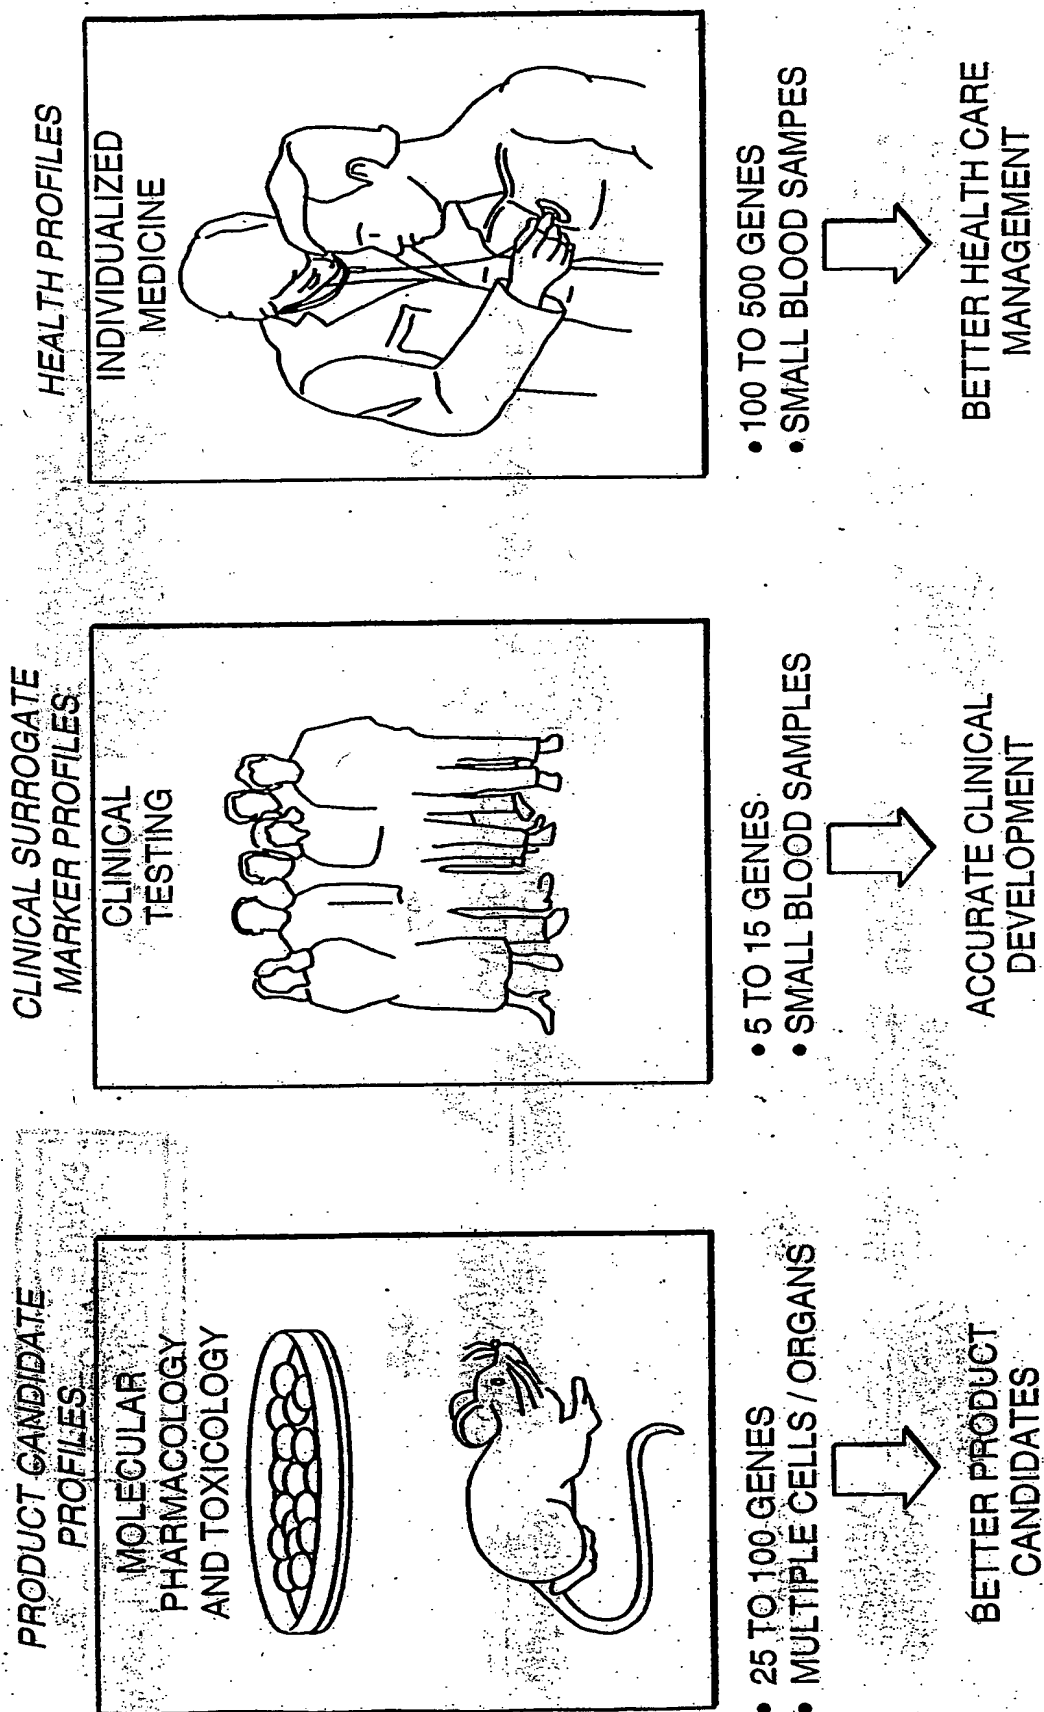 PRODUCT CANDIDATE
PROFILES
MOLECULAR
PHARMACOLOGY
AND TOXICOLOGY
• 25 TO 100 GENES
• MULTIPLE CELLS / ORGANS
BETTER PRODUCT
CANDIDATES
CLINICAL SURROGATE
MARKER PROFILES
CLINICAL
TESTING
• 5 TO 15 GENES
• SMALL BLOOD SAMPLES
ACCURATE CLINICAL
DEVELOPMENT
HEALTH PROFILES
INDIVIDUALIZED
MEDICINE
• 100 TO 500 GENES
• SMALL BLOOD SAMPES
BETTER HEALTH CARE
MANAGEMENT